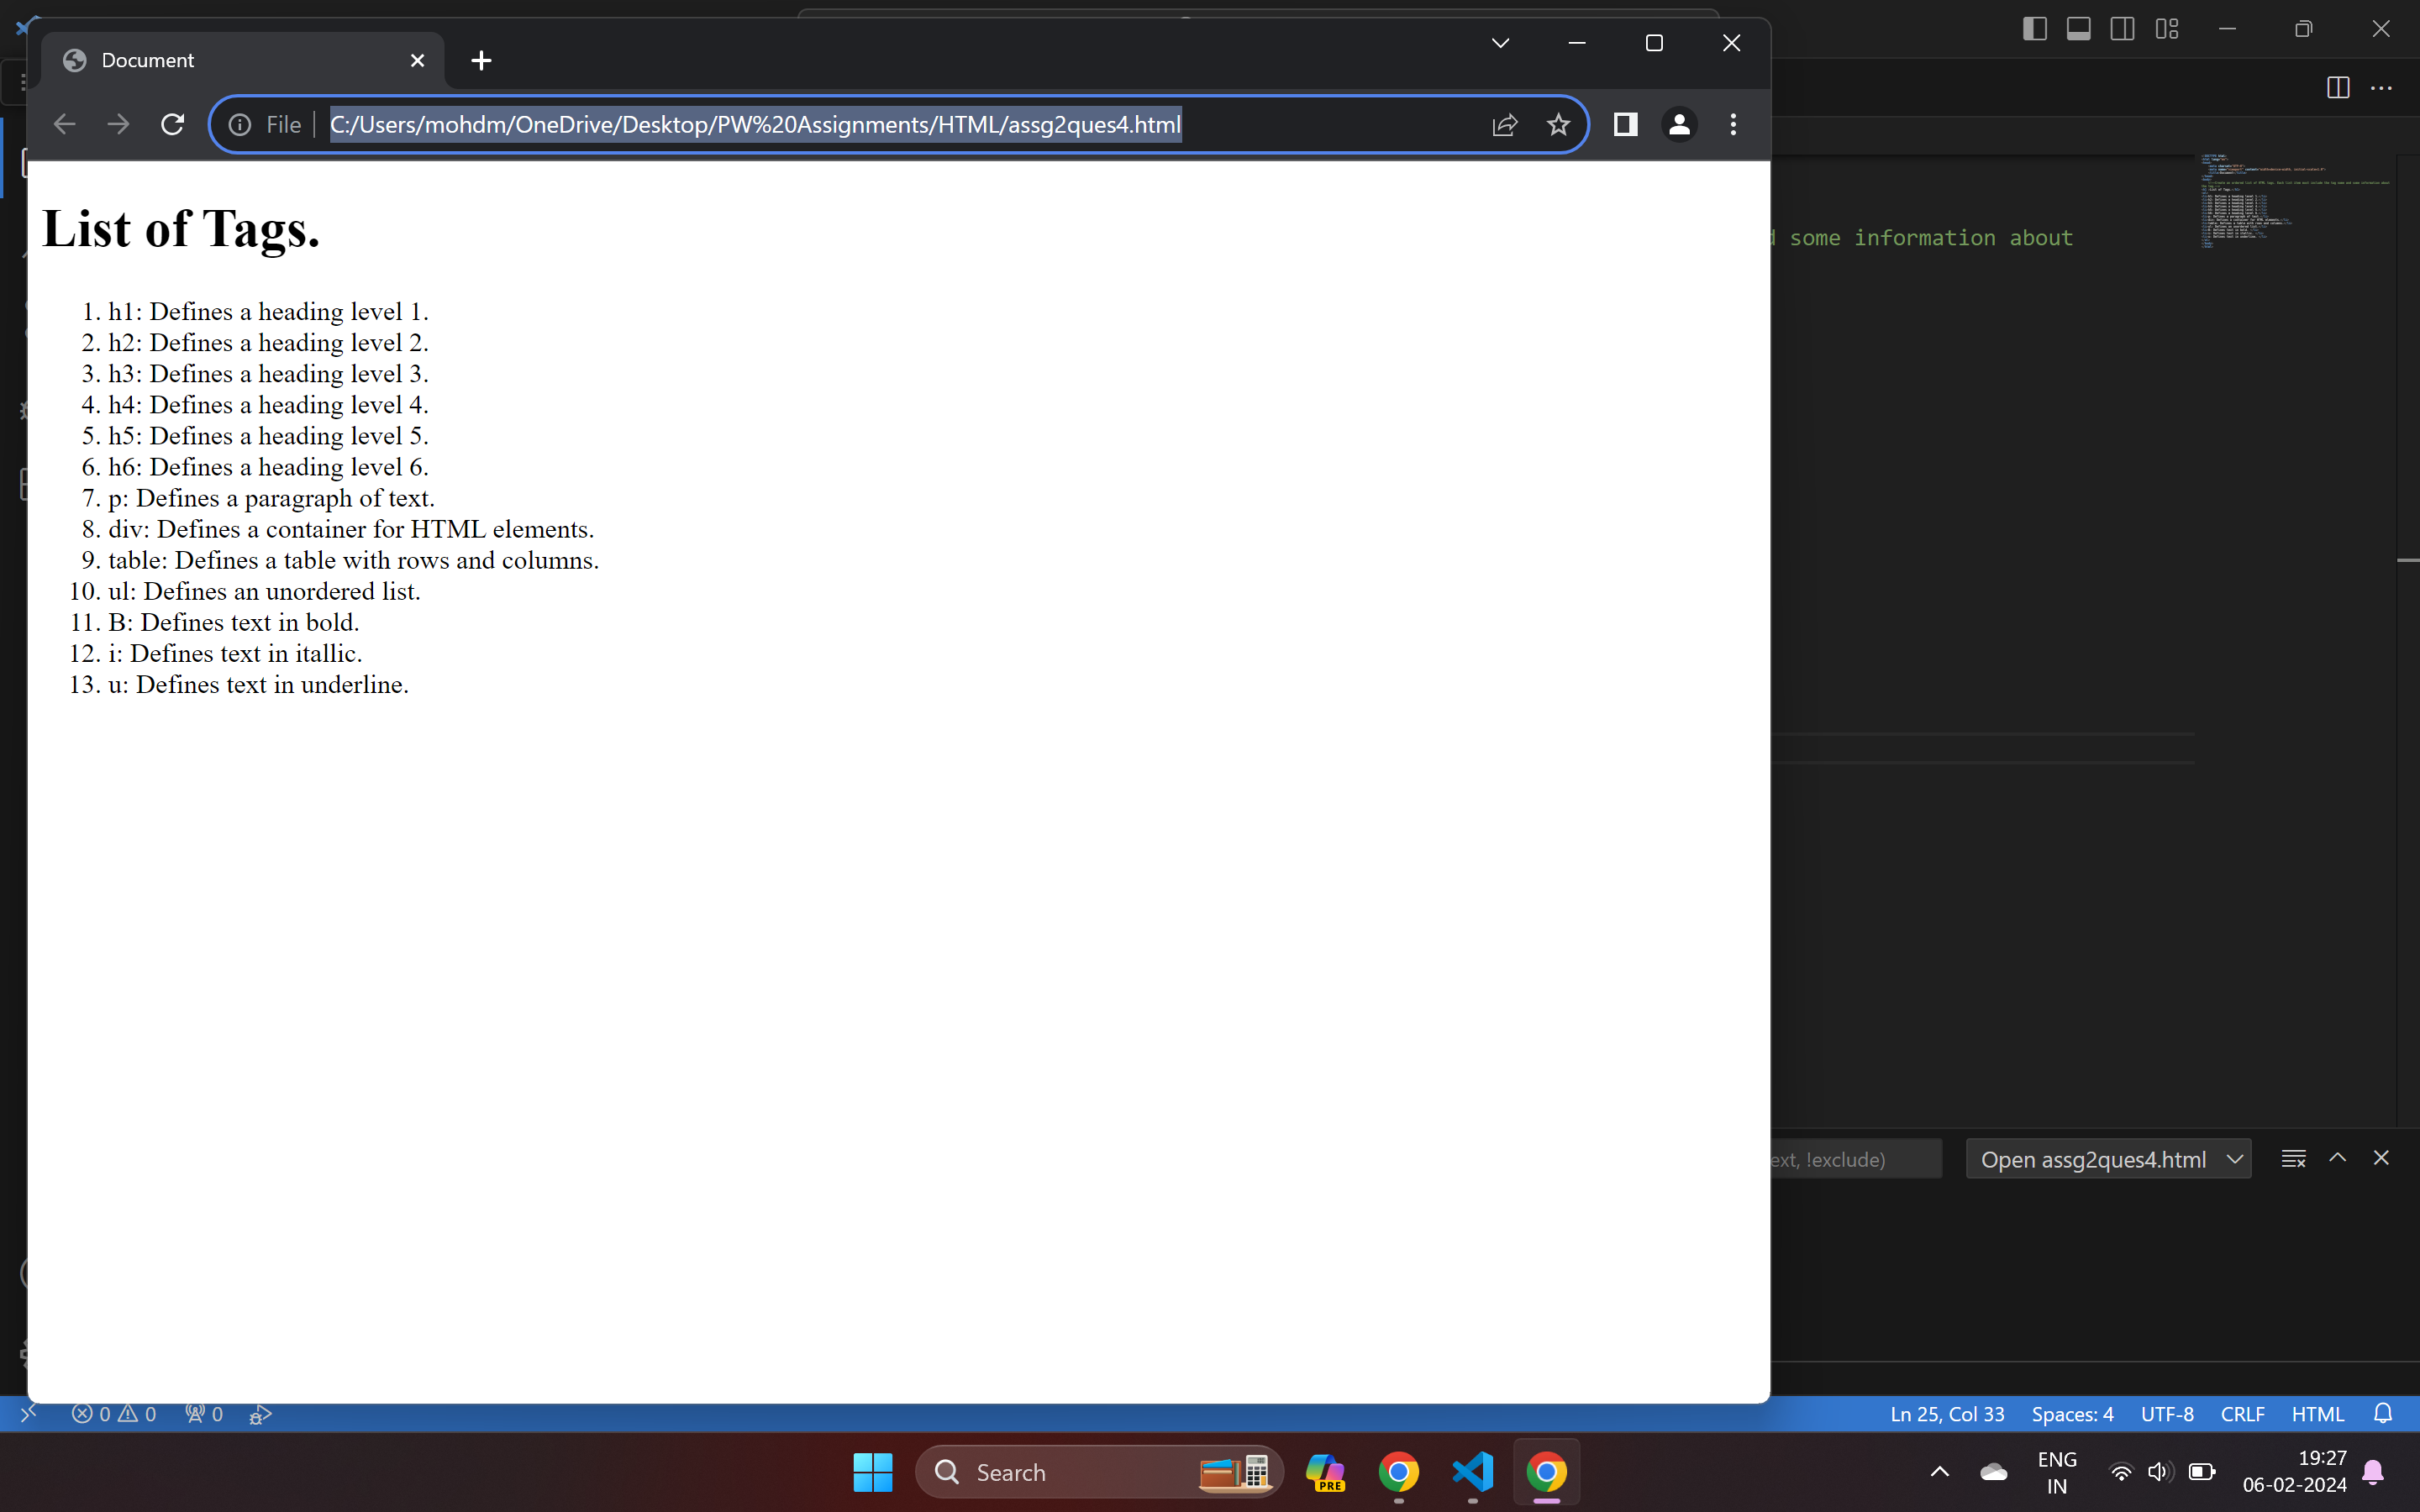 Document
File
C:/Users/mohdm/OneDrive/Desktop/PW%20Assignments/HTML/assg2ques4.html
List of Tags.
1. h1: Defines a heading level 1.
2. h2: Defines a heading level 2.
3. h3: Defines a heading level 3.
4. h4: Defines a heading level 4.
5. h5: Defines a heading level 5.
6. h6: Defines a heading level 6.
7. p: Defines a paragraph of text.
8. div: Defines a container for HTML elements.
9. table: Defines a table with rows and columns.
10. ul: Defines an unordered list.
11. B: Defines text in bold.
12. i: Defines text in itallic.
13. u: Defines text in underline.
some information about
ext, !exclude)
Open assg2ques4.html
0 0 0
Ln 25, Col 33 Spaces: 4 UTF-8 CRLF HTML
Search
PRE
ENG
IN
19:27
06-02-2024